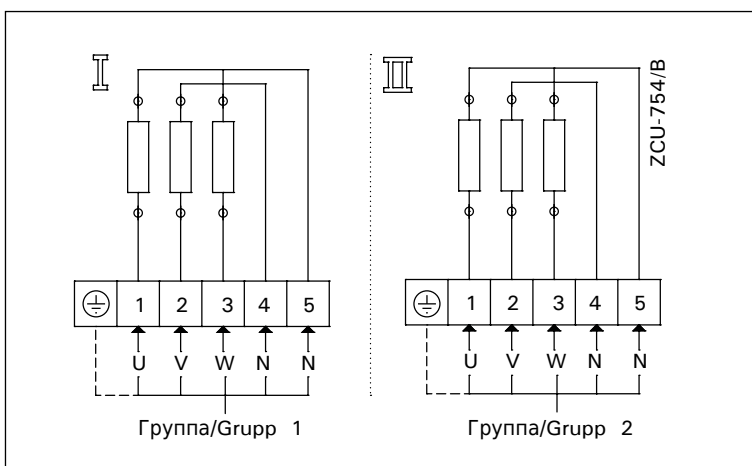 I
II
ZCU-754/B
1 2 3 4 5
1 2 3 4 5
U V W N N
U V W N N
Группа/Grupp 1
Группа/Grupp 2